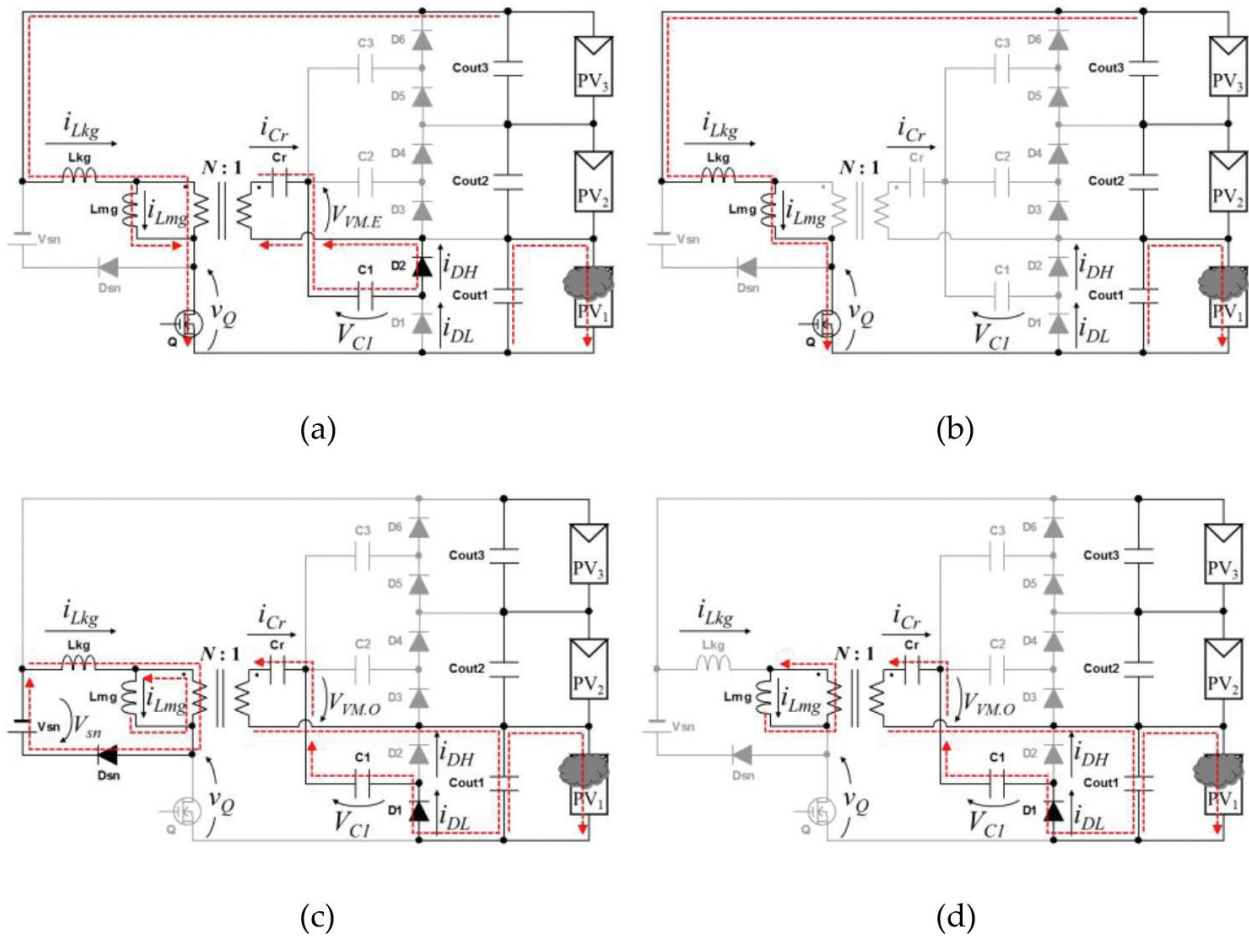 D6
C3
Cout3
PV3
D5
iLkg
iCr
D4
Lkg
N : 1
Cr
C2
Cout2
PV2
Lmg
iLmg
VVM.E
D3
Vsn
Dsn
D2
iDH
C1
Cout1
vQ
PV1
Q
VC1
D1
iDL
(a)
D6
C3
Cout3
PV3
D5
iLkg
iCr
D4
Lkg
N : 1
Cr
C2
Cout2
PV2
Lmg
iLmg
D3
Vsn
Dsn
D2
iDH
C1
Cout1
vQ
PV1
Q
VC1
D1
iDL
(b)
D6
C3
Cout3
PV3
D5
iLkg
iCr
D4
Lkg
N : 1
Cr
C2
Cout2
PV2
Lmg
iLmg
VVM.O
D3
Vsn
Vsn
Dsn
D2
iDH
C1
Cout1
vQ
PV1
Q
VC1
D1
iDL
(c)
D6
C3
Cout3
PV3
D5
iLkg
iCr
D4
Lkg
N : 1
Cr
C2
Cout2
PV2
Lmg
iLmg
VVM.O
D3
Vsn
Dsn
D2
iDH
C1
Cout1
vQ
PV1
Q
VC1
D1
iDL
(d)